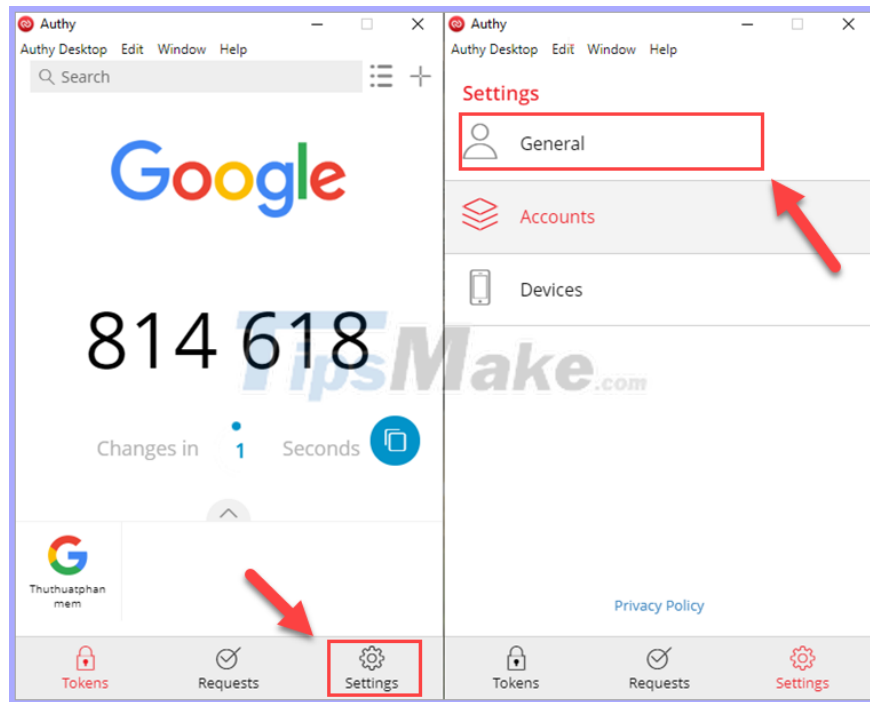 Authy
Authy Desktop Edit Window Help
Search
Google
814 618
Changes in 1 Seconds
Thuthuatphan
mem
Tokens Requests Settings
Authy
Authy Desktop Edit Window Help
Settings
General
Accounts
Devices
Privacy Policy
Tokens Requests Settings
TipsMake.com